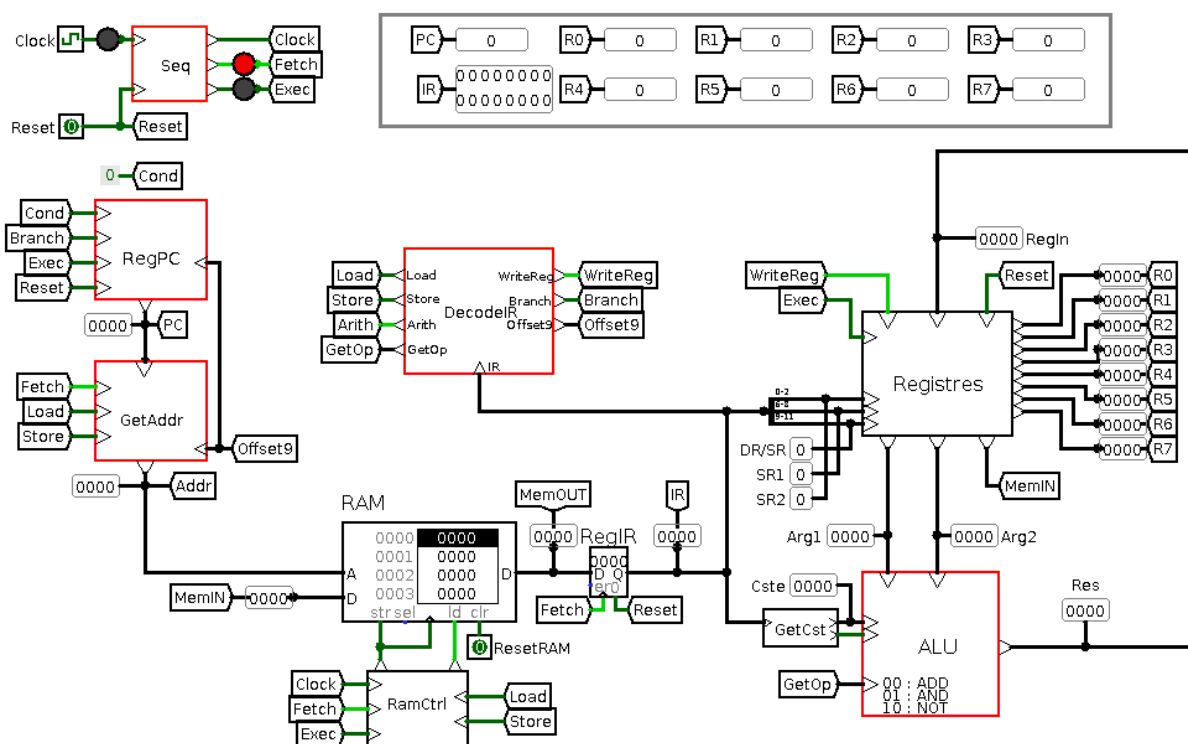 Clock Seq Clock
Fetch
Exec
Reset 0 Reset
PC 0 R0 0 R1 0 R2 0 R3 0
IR 00000000 00000000 R4 0 R5 0 R6 0 R7 0
0 Cond
Cond
Branch
Exec
Reset
RegPC
0000 PC
Fetch
Load
Store
GetAddr
Offset9
0000 Addr
Load
Store
Arith
GetOp
Load
Store
Arith
GetOp
DecodeIR
WriteReg
Branch
Offset9
IR
WriteReg
Branch
Offset9
0000 RegIn
WriteReg
Exec
Reset
Registres
0-2
6-8
9-11
0000 R0
0000 R1
0000 R2
0000 R3
0000 R4
0000 R5
0000 R6
0000 R7
DR/SR 0
SR1 0
SR2 0
MemIN
Arg1 0000
0000 Arg2
RAM
0000 0000
0001 0000
0002 0000
0003 0000
A
D
D
str sel ld clr
MemIN 0000
MemOUT
0000
RegIR
0000
D Q
Fetch
Reset
IR
0000
0 ResetRAM
Clock
Fetch
Exec
RamCtrl
Load
Store
Cste 0000
GetCst
GetOp
ALU
00 : ADD
01 : AND
10 : NOT
Res
0000